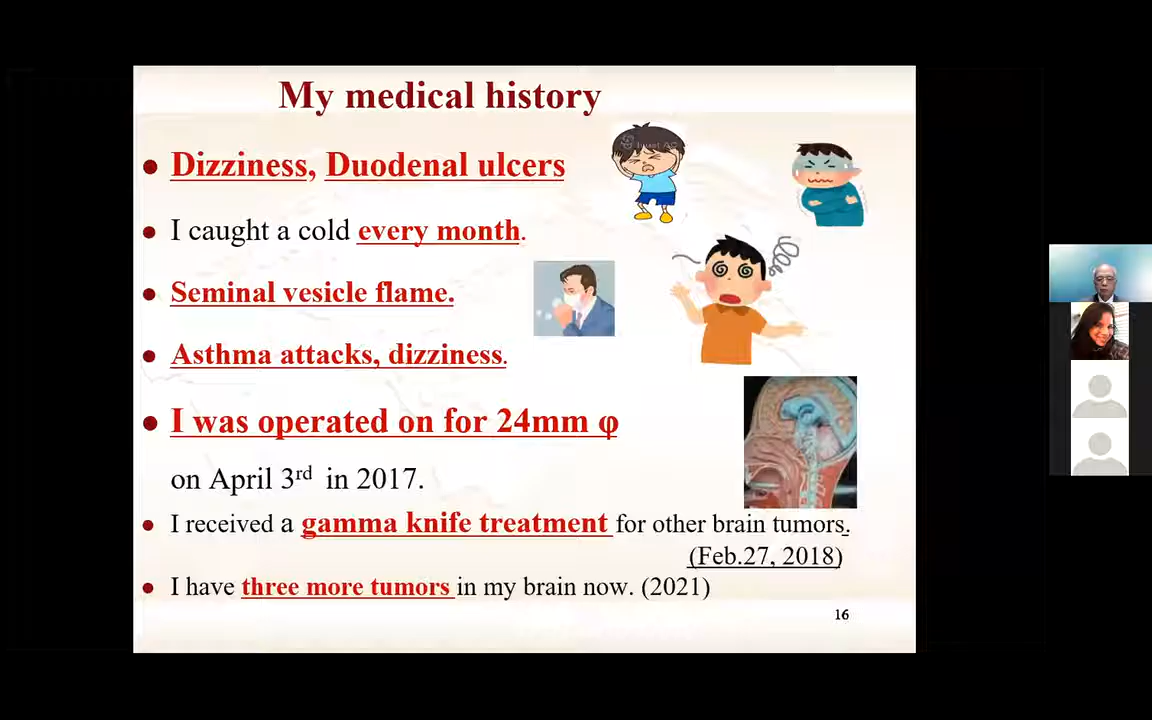 My medical history
Dizziness, Duodenal ulcers
I caught a cold every month.
Seminal vesicle flame.
Asthma attacks, dizziness.
I was operated on for 24mm φ
on April 3rd in 2017.
I received a gamma knife treatment for other brain tumors.
(Feb.27, 2018)
I have three more tumors in my brain now. (2021)
16